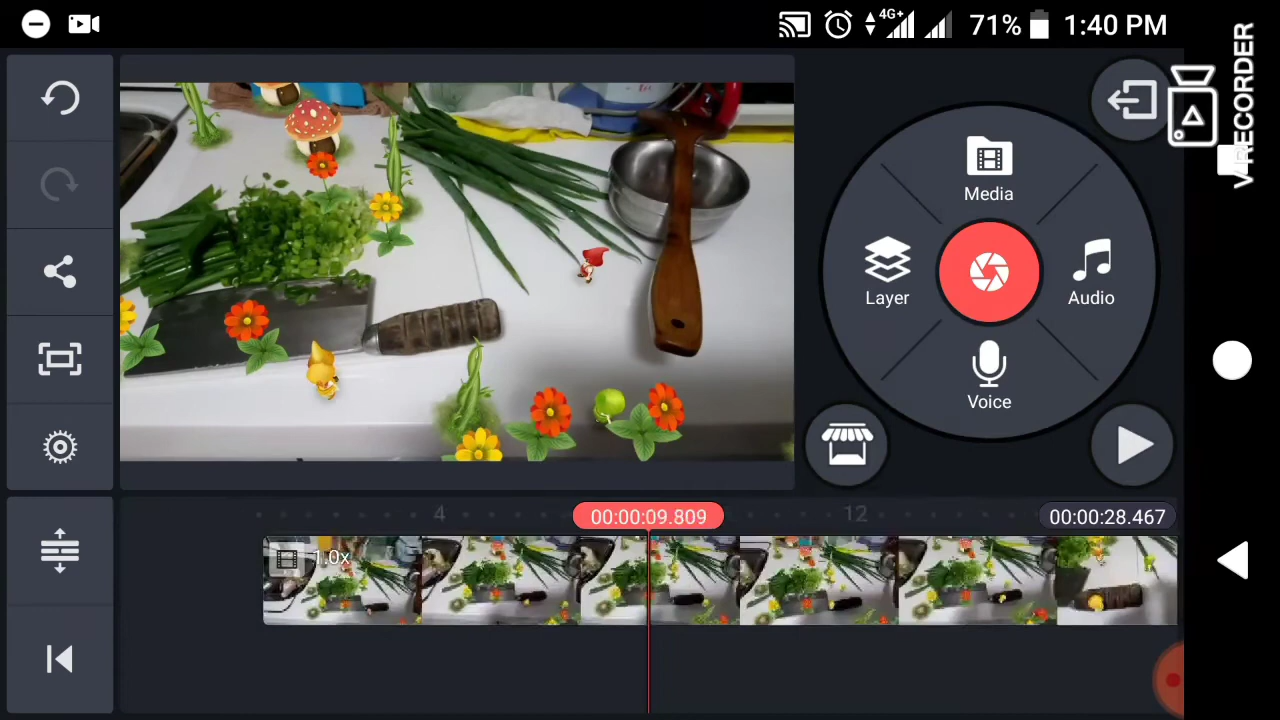 4G+ 71% 1:40 PM
V RECORDER
Media
Layer
Audio
Voice
4 00:00:09.809 12 00:00:28.467
1.0x